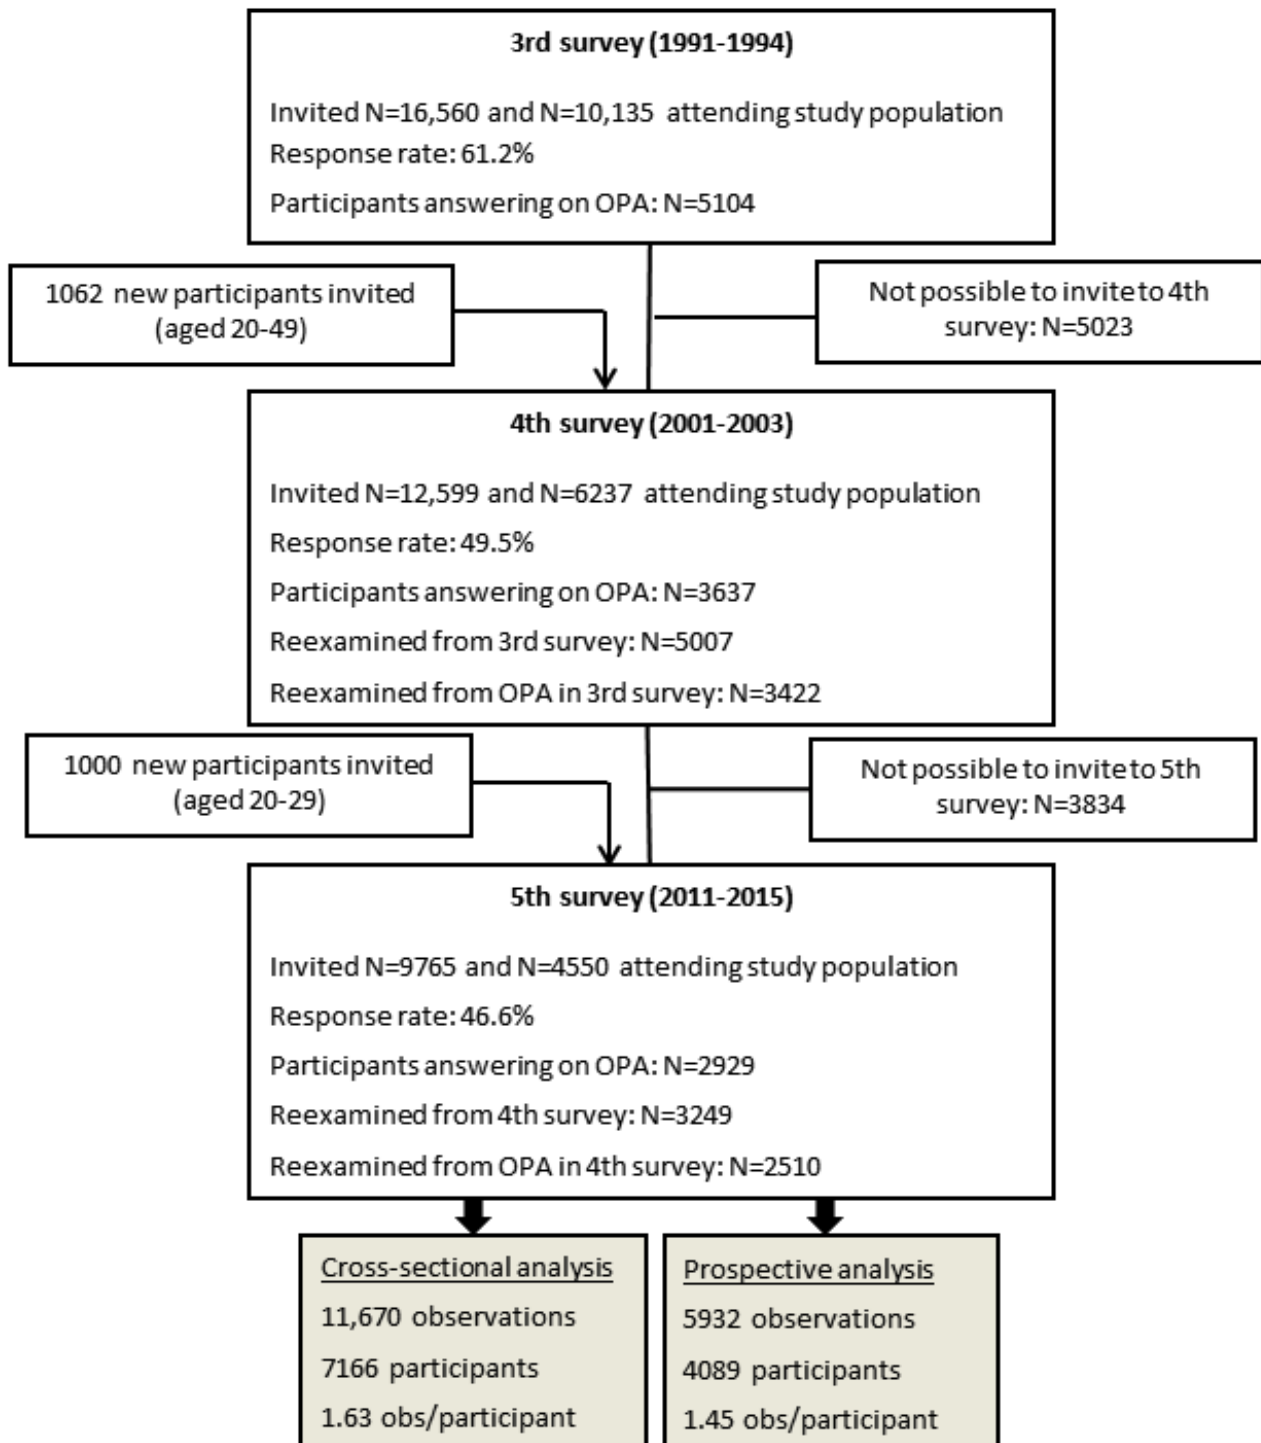 3rd survey (1991-1994)
Invited N=16,560 and N=10,135 attending study population
Response rate: 61.2%
Participants answering on OPA: N=5104
1062 new participants invited
(aged 20-49)
Not possible to invite to 4th
survey: N=5023
4th survey (2001-2003)
Invited N=12,599 and N=6237 attending study population
Response rate: 49.5%
Participants answering on OPA: N=3637
Reexamined from 3rd survey: N=5007
Reexamined from OPA in 3rd survey: N=3422
1000 new participants invited
(aged 20-29)
Not possible to invite to 5th
survey: N=3834
5th survey (2011-2015)
Invited N=9765 and N=4550 attending study population
Response rate: 46.6%
Participants answering on OPA: N=2929
Reexamined from 4th survey: N=3249
Reexamined from OPA in 4th survey: N=2510
Cross-sectional analysis
11,670 observations
7166 participants
1.63 obs/participant
Prospective analysis
5932 observations
4089 participants
1.45 obs/participant